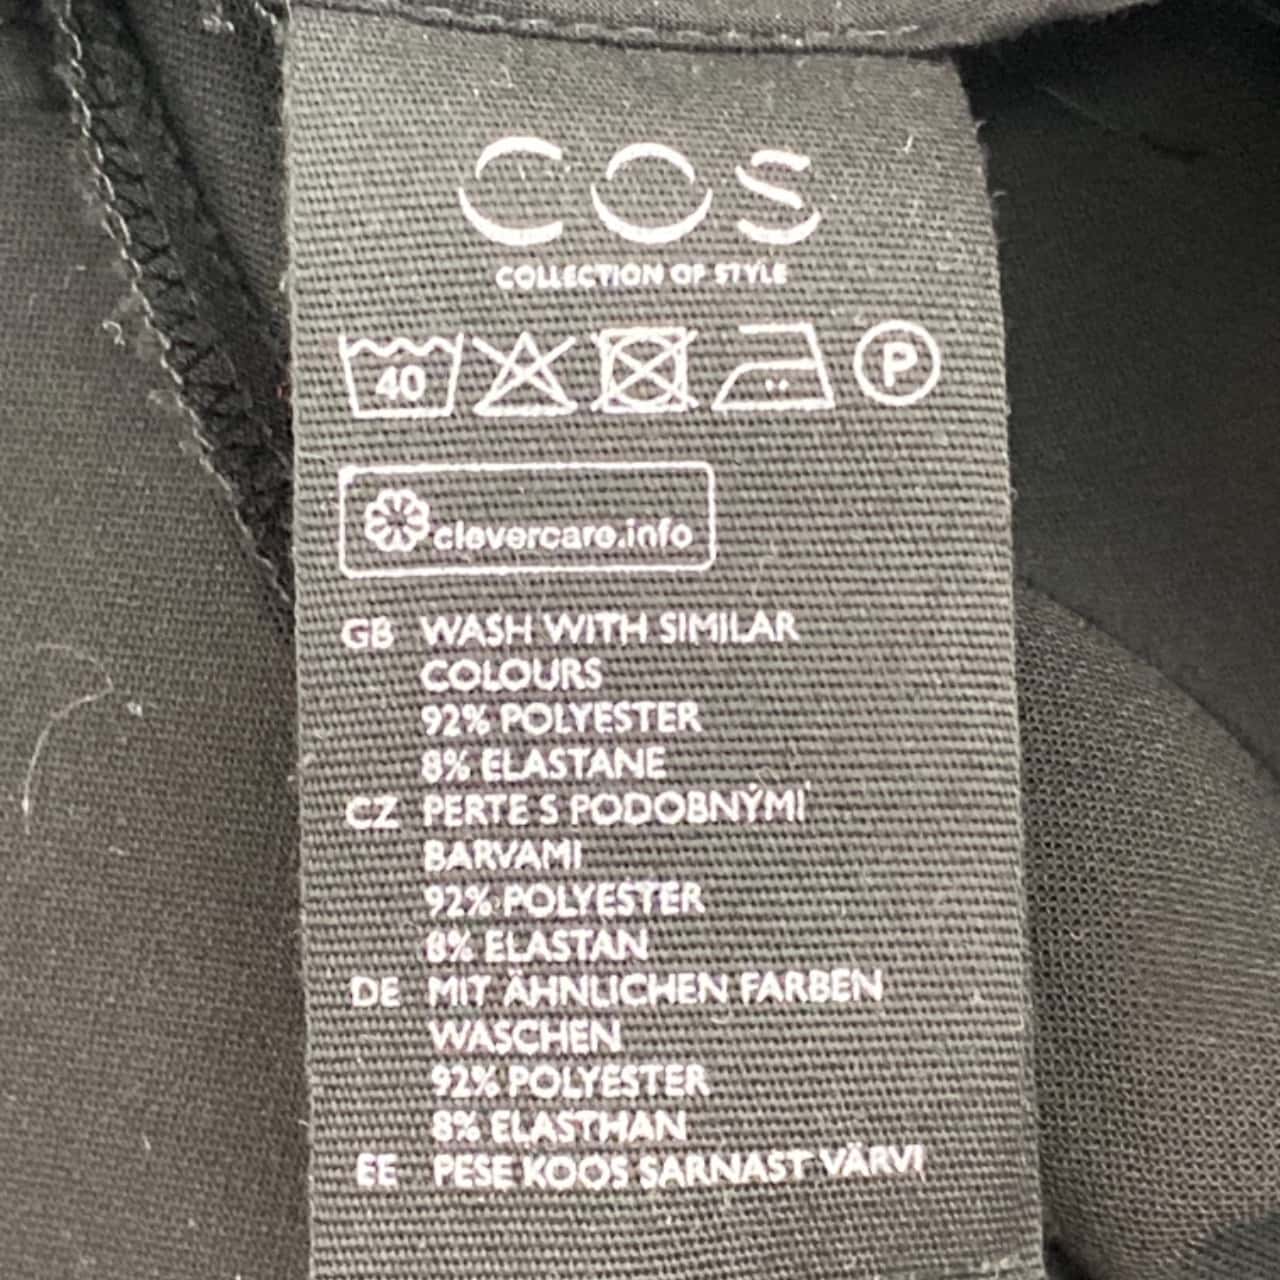 COS
COLLECTION OF STYLE
40 P
clevercare.info
GB WASH WITH SIMILAR
COLOURS
92% POLYESTER
8% ELASTANE
CZ PERTE S PODOBNÝMI
BARVAMI
92% POLYESTER
8% ELASTAN
DE MIT ÄHNLICHEN FARBEN
WASCHEN
92% POLYESTER
8% ELASTHAN
EE PESE KOOS SARNAST VÄRVI